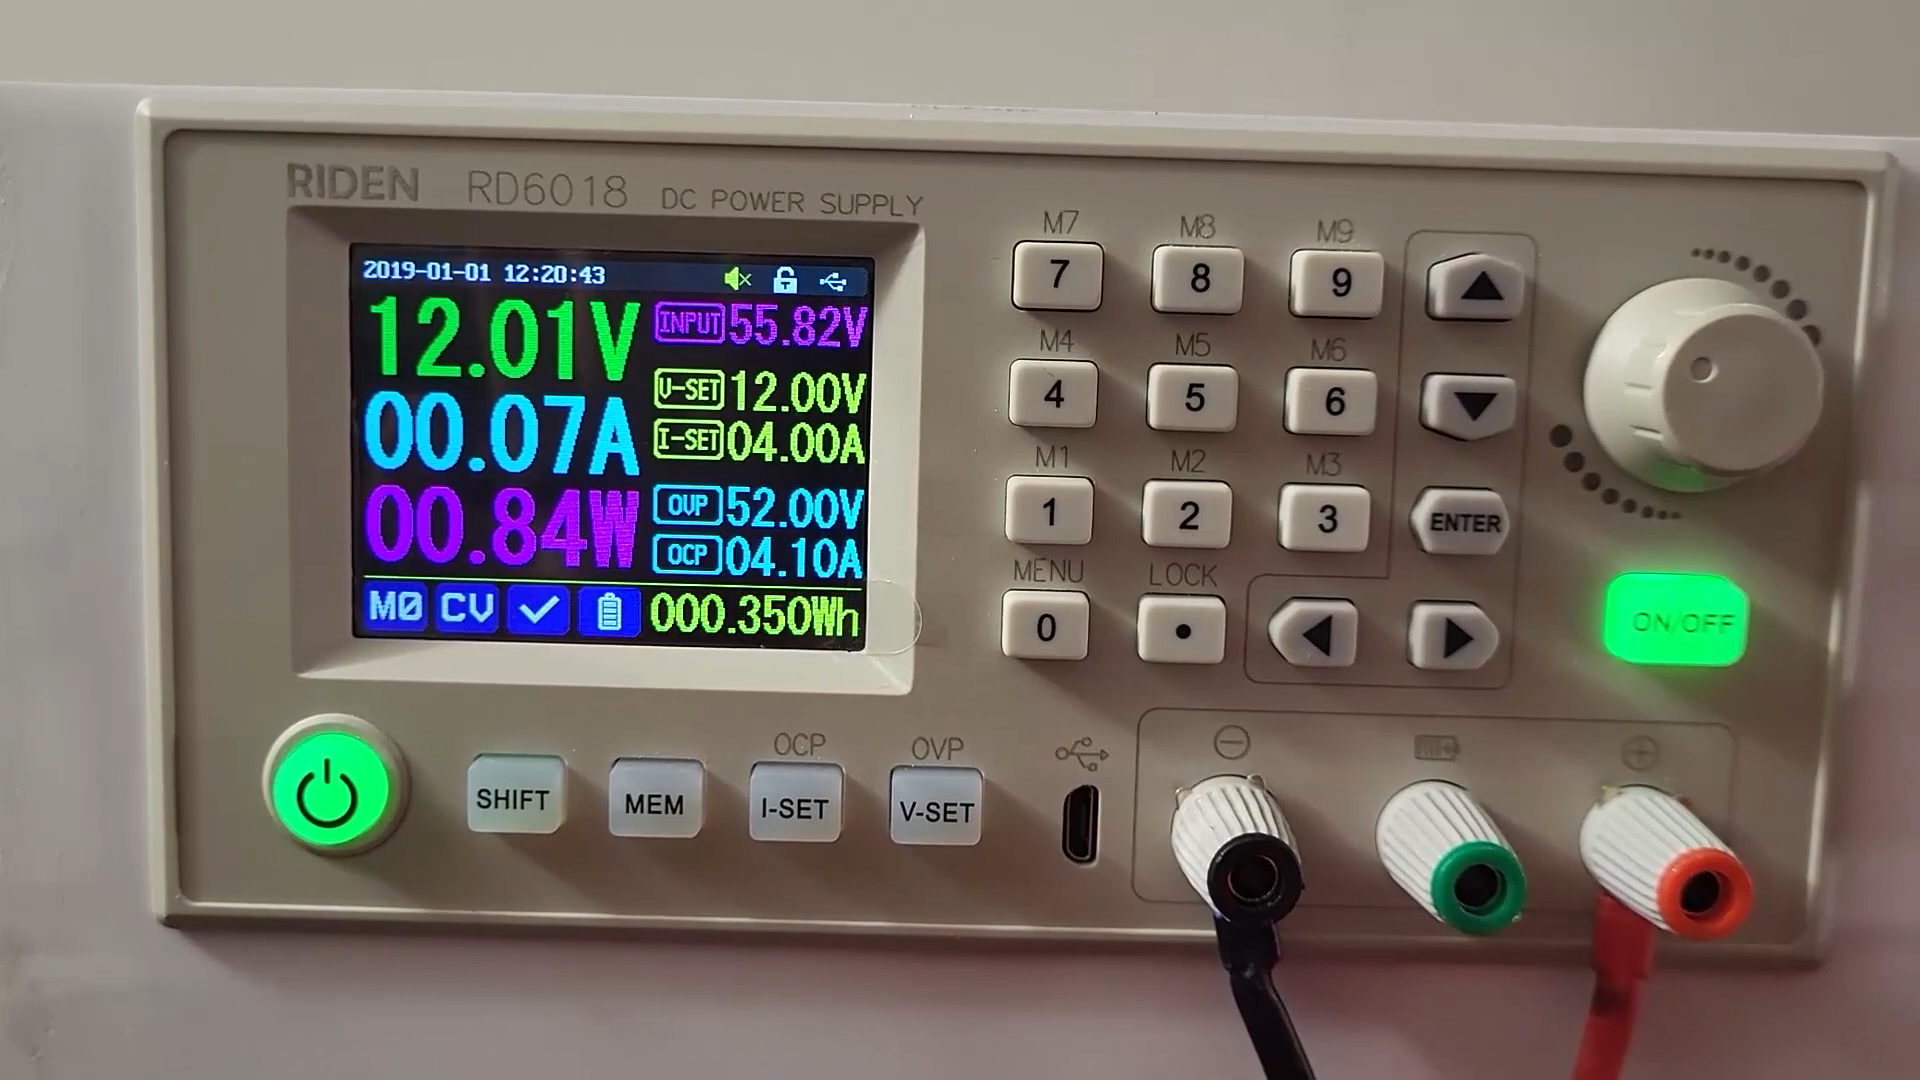 RIDEN RD6018 DC POWER SUPPLY
2019-01-01 12:20:43
12.01V
00.07A
00.84W
INPUT 55.82V
V-SET 12.00V
I-SET 04.00A
OVP 52.00V
OCP 04.10A
M0 CV 000.350Wh
M7 M8 M9
7 8 9
M4 M5 M6
4 5 6
M1 M2 M3
1 2 3
ENTER
MENU LOCK
0 •
ON/OFF
OCP OVP
SHIFT MEM I-SET V-SET